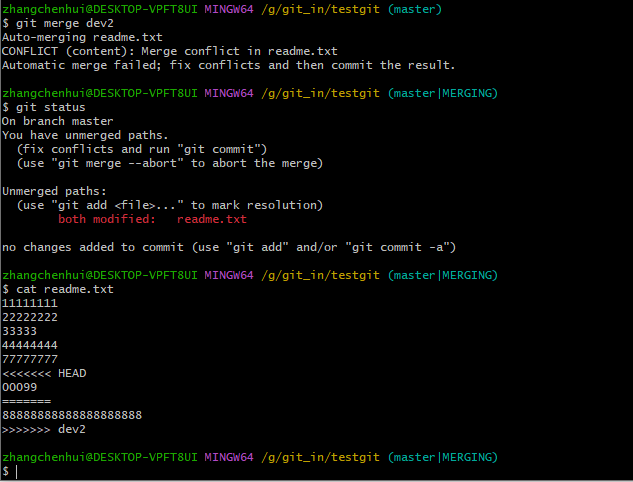 zhangchenhui@DESKTOP-VPFT8UI MINGW64 /g/git_in/testgit (master)
$ git merge dev2
Auto-merging readme.txt
CONFLICT (content): Merge conflict in readme.txt
Automatic merge failed; fix conflicts and then commit the result.
zhangchenhui@DESKTOP-VPFT8UI MINGW64 /g/git_in/testgit (master|MERGING)
$ git status
On branch master
You have unmerged paths.
  (fix conflicts and run "git commit")
  (use "git merge --abort" to abort the merge)
Unmerged paths:
  (use "git add <file>..." to mark resolution)
        both modified:   readme.txt
no changes added to commit (use "git add" and/or "git commit -a")
zhangchenhui@DESKTOP-VPFT8UI MINGW64 /g/git_in/testgit (master|MERGING)
$ cat readme.txt
11111111
22222222
33333
44444444
77777777
<<<<<<< HEAD
OO099
=======
88888888888888888888
>>>>>>> dev2
zhangchenhui@DESKTOP-VPFT8UI MINGW64 /g/git_in/testgit (master|MERGING)
$